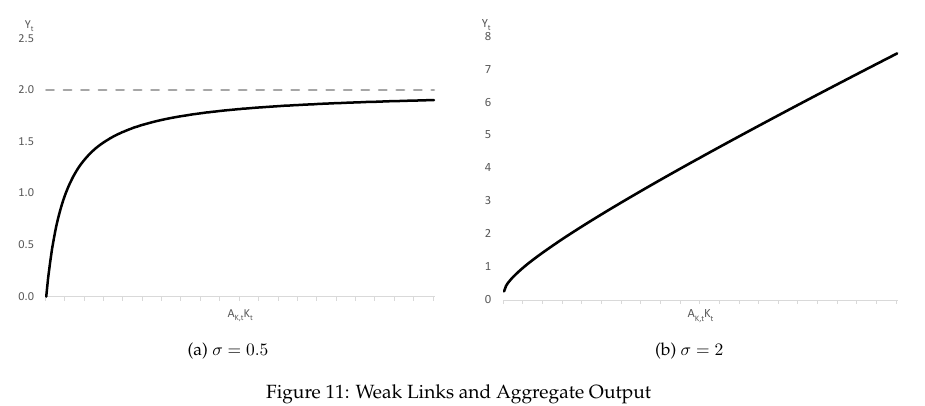 Y_t
2.5
2.0
1.5
1.0
0.5
0.0
A_{K,t}K_t
(a) σ = 0.5
Y_t
8
7
6
5
4
3
2
1
0
A_{K,t}K_t
(b) σ = 2
Figure 11: Weak Links and Aggregate Output